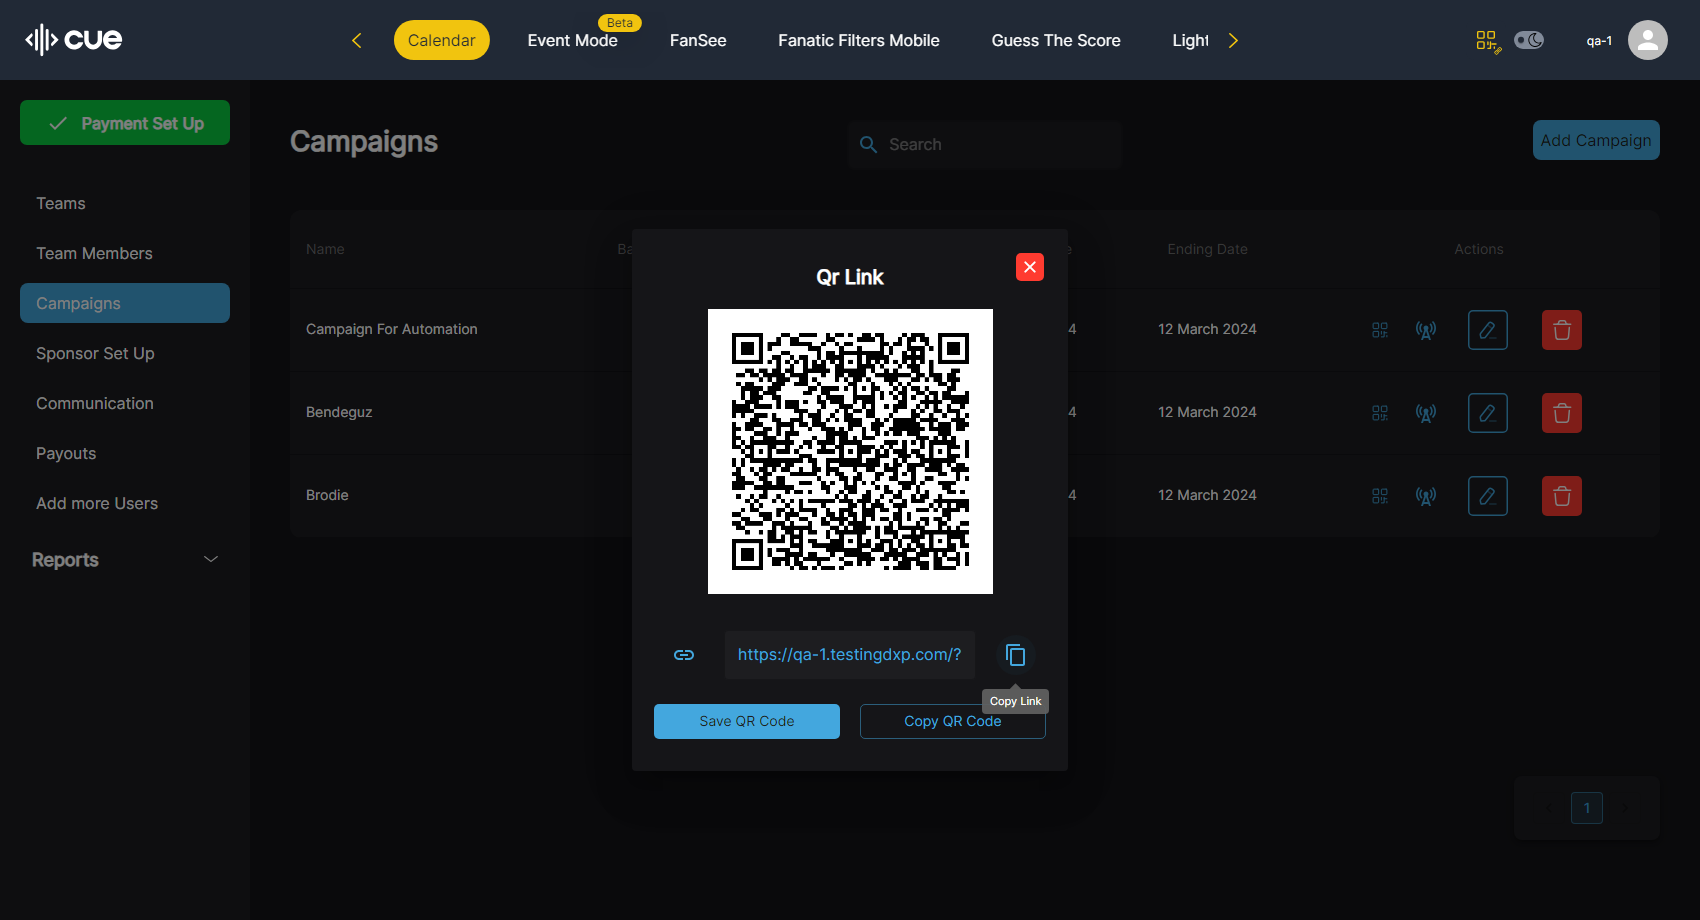 cue
Calendar
Beta
Event Mode
FanSee
Fanatic Filters Mobile
Guess The Score
Light
qa-1
Payment Set Up
Teams
Team Members
Campaigns
Sponsor Set Up
Communication
Payouts
Add more Users
Reports
Campaigns
Search
Add Campaign
Name
Ba
e
Ending Date
Actions
Campaign For Automation
4
12 March 2024
Bendeguz
4
12 March 2024
Brodie
4
12 March 2024
Qr Link
https://qa-1.testingdxp.com/?
Copy Link
Save QR Code
Copy QR Code
1